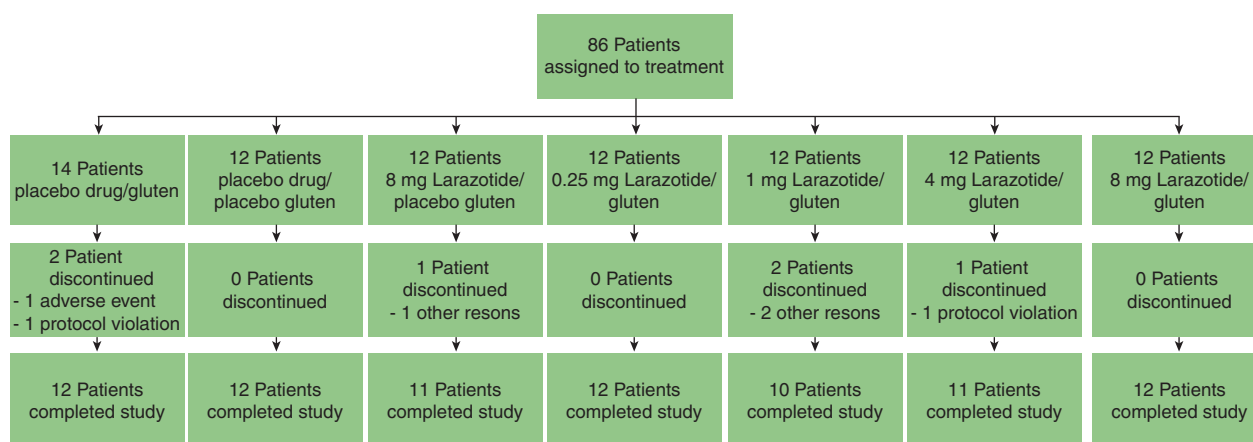 86 Patients
assigned to treatment
14 Patients
placebo drug/gluten
12 Patients
placebo drug/
placebo gluten
12 Patients
8 mg Larazotide/
placebo gluten
12 Patients
0.25 mg Larazotide/
gluten
12 Patients
1 mg Larazotide/
gluten
12 Patients
4 mg Larazotide/
gluten
12 Patients
8 mg Larazotide/
gluten
2 Patient
discontinued
- 1 adverse event
- 1 protocol violation
0 Patients
discontinued
1 Patient
discontinued
- 1 other resons
0 Patients
discontinued
2 Patients
discontinued
- 2 other resons
1 Patient
discontinued
- 1 protocol violation
0 Patients
discontinued
12 Patients
completed study
12 Patients
completed study
11 Patients
completed study
12 Patients
completed study
10 Patients
completed study
11 Patients
completed study
12 Patients
completed study